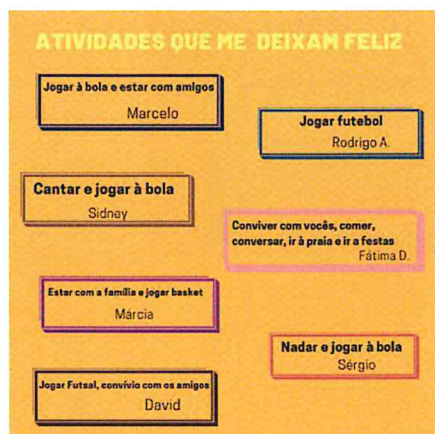 ATIVIDADES QUE ME DEIXAM FELIZ
Jogar à bola e estar com amigos
Marcelo
Jogar futebol
Rodrigo A.
Cantar e jogar à bola
Sidney
Conviver com vocês, comer,
conversar, ir à praia e ir a festas
Fátima D.
Estar com a família e jogar basket
Márcia
Nadar e jogar à bola
Sérgio
Jogar Futsal, convívio com os amigos
David